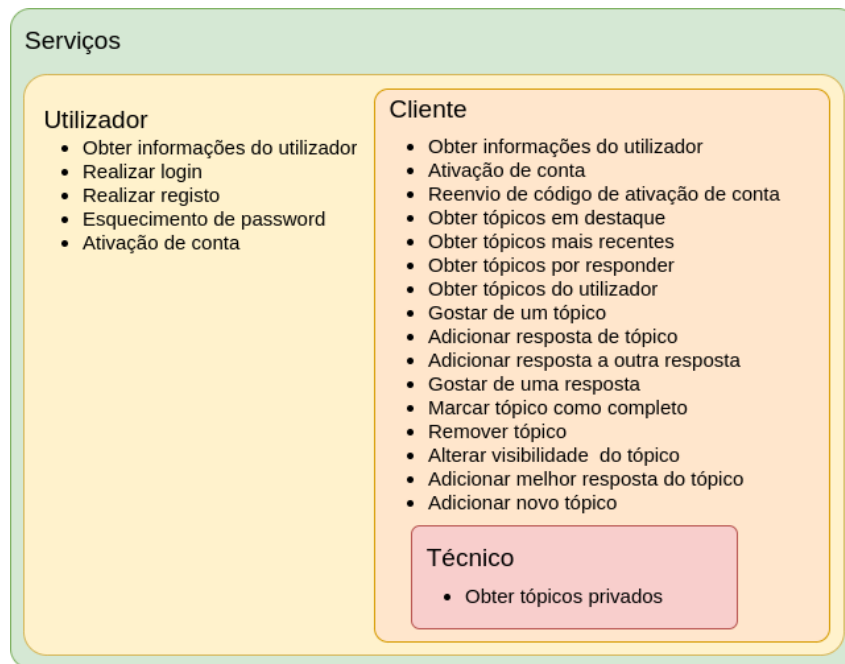 Serviços
Utilizador
• Obter informações do utilizador
• Realizar login
• Realizar registo
• Esquecimento de password
• Ativação de conta
Cliente
• Obter informações do utilizador
• Ativação de conta
• Reenvio de código de ativação de conta
• Obter tópicos em destaque
• Obter tópicos mais recentes
• Obter tópicos por responder
• Obter tópicos do utilizador
• Gostar de um tópico
• Adicionar resposta de tópico
• Adicionar resposta a outra resposta
• Gostar de uma resposta
• Marcar tópico como completo
• Remover tópico
• Alterar visibilidade do tópico
• Adicionar melhor resposta do tópico
• Adicionar novo tópico
Técnico
• Obter tópicos privados